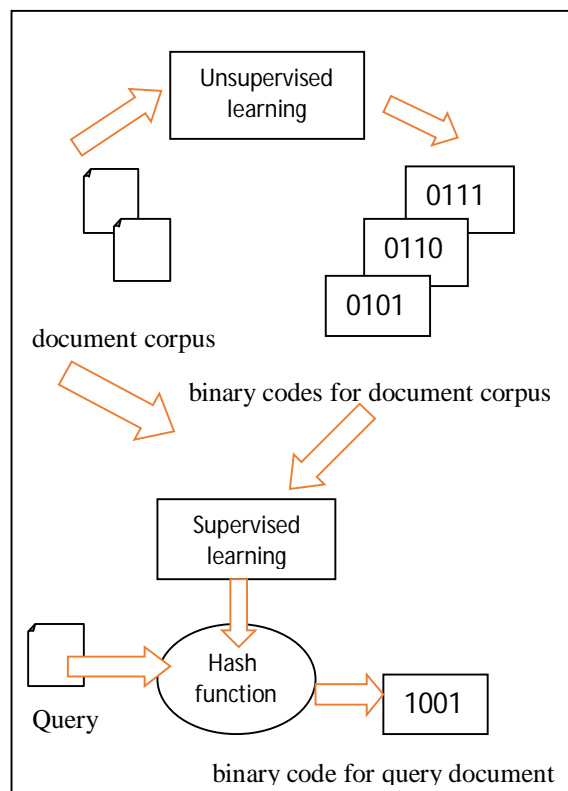 Unsupervised
learning
0111
0110
0101
document corpus
binary codes for document corpus
Supervised
learning
Hash
function
Query
1001
binary code for query document